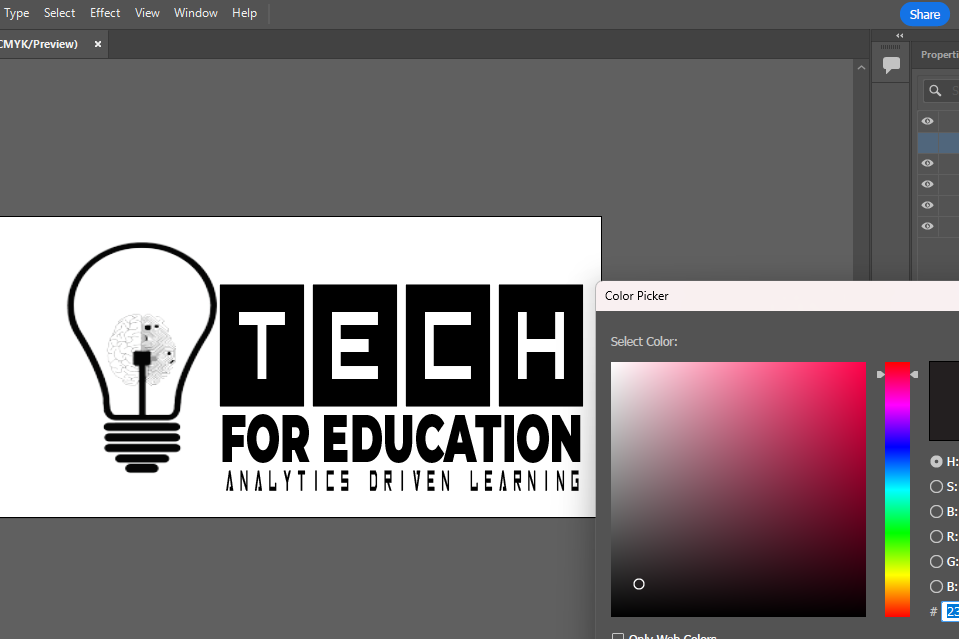 Type Select Effect View Window Help
Share
CMYK/Preview) ×
Properti
TECH
FOR EDUCATION
ANALYTICS DRIVEN LEARNING
Color Picker
Select Color:
H:
S:
B:
R:
G:
B:
# 23
Only Web Colors